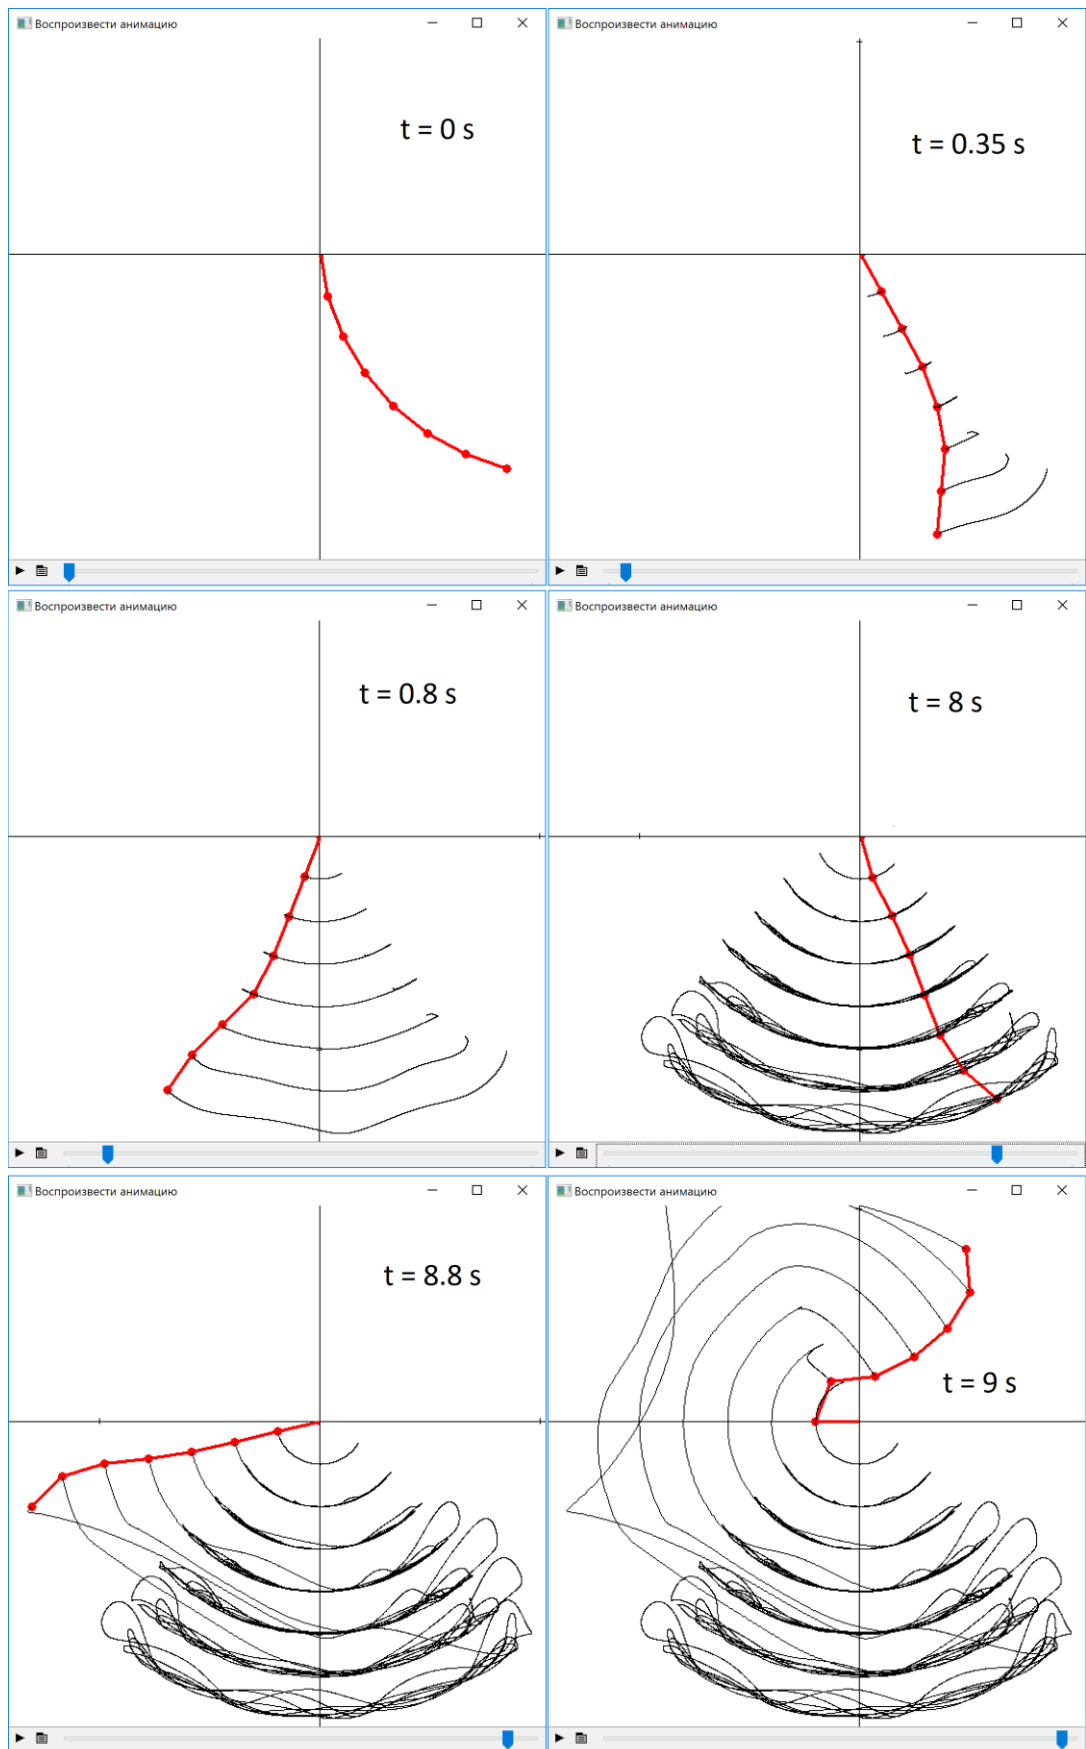 Воспроизвести анимацию
t = 0 s
Воспроизвести анимацию
t = 0.35 s
Воспроизвести анимацию
t = 0.8 s
Воспроизвести анимацию
t = 8 s
Воспроизвести анимацию
t = 8.8 s
Воспроизвести анимацию
t = 9 s